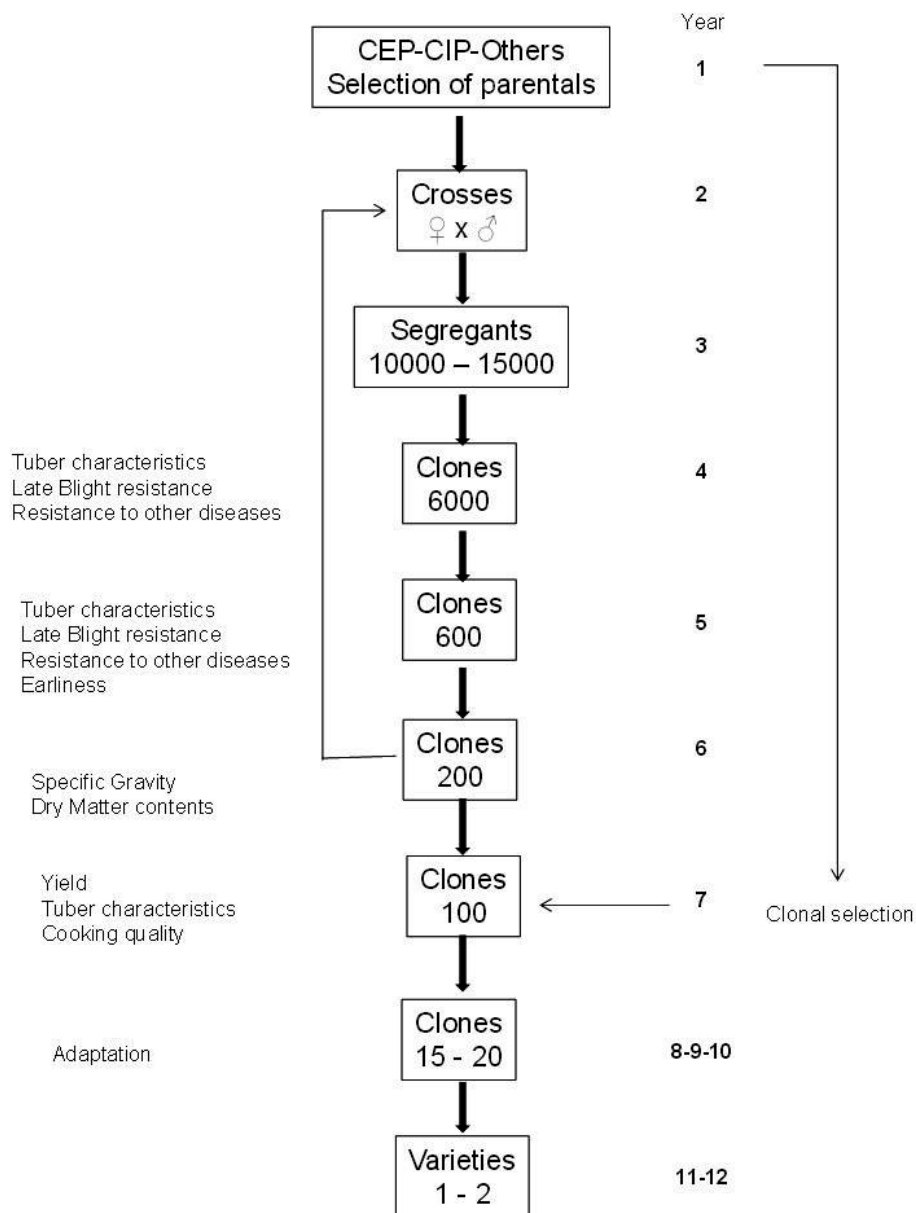 Year
CEP-CIP-Others
Selection of parentals
1
Crosses
♀ x ♂
2
Segregants
10000 – 15000
3
Tuber characteristics
Late Blight resistance
Resistance to other diseases
Clones
6000
4
Tuber characteristics
Late Blight resistance
Resistance to other diseases
Earliness
Clones
600
5
Specific Gravity
Dry Matter contents
Clones
200
6
Yield
Tuber characteristics
Cooking quality
Clones
100
7
Clonal selection
Adaptation
Clones
15 - 20
8-9-10
Varieties
1 - 2
11-12